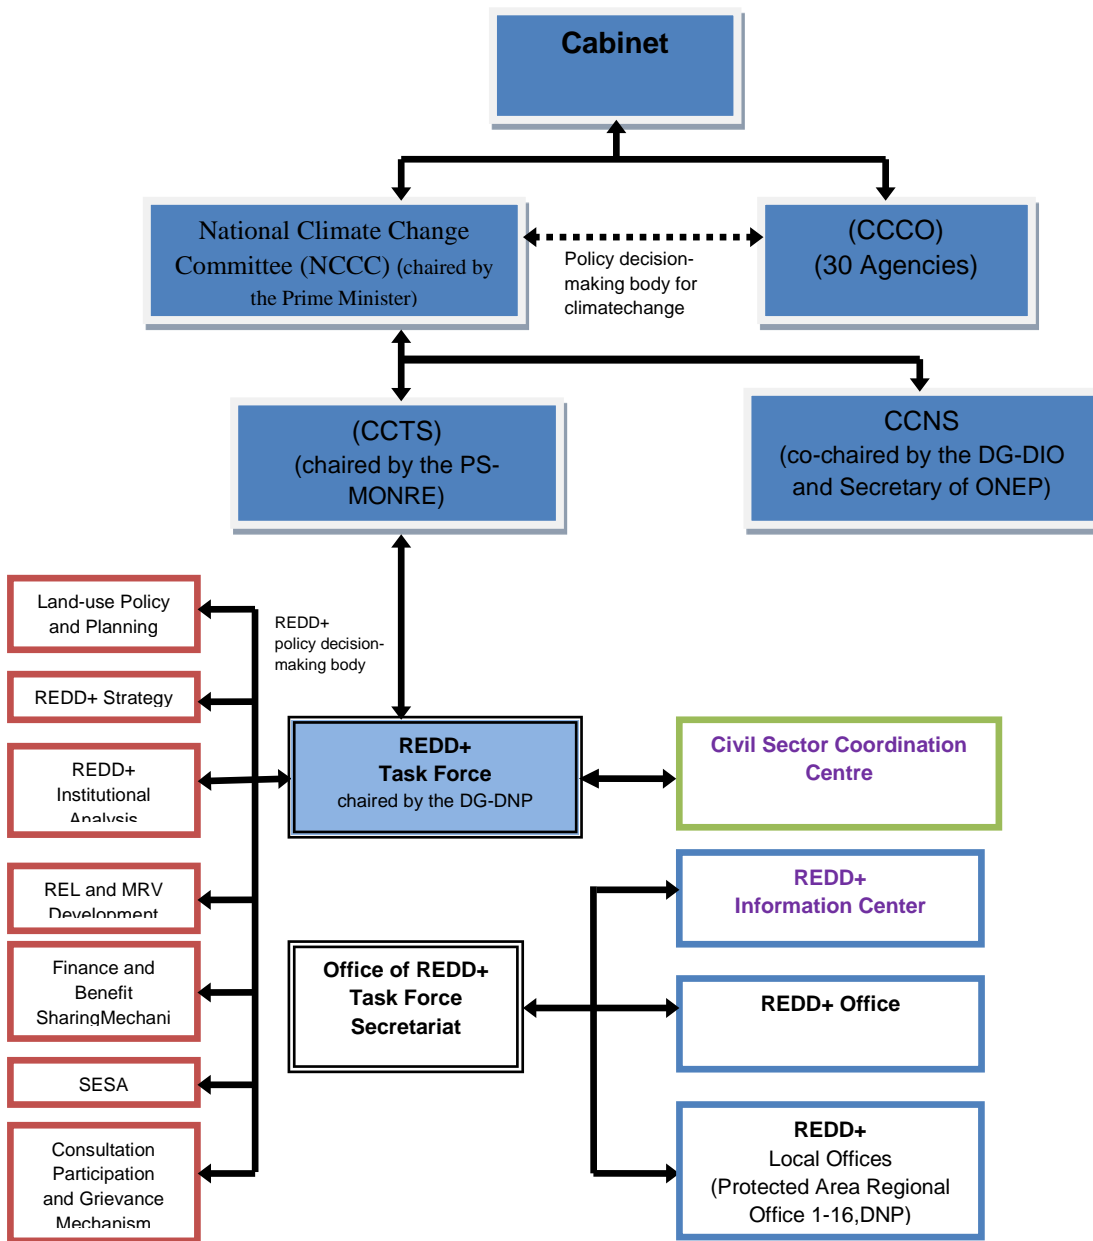 Cabinet
National Climate Change
Committee (NCCC) (chaired by
the Prime Minister)
Policy decision-
making body for
climatechange
(CCCO)
(30 Agencies)
(CCTS)
(chaired by the PS-
MONRE)
CCNS
(co-chaired by the DG-DIO
and Secretary of ONEP)
Land-use Policy
and Planning
REDD+ Strategy
REDD+
Institutional
Analysis
REL and MRV
Development
Finance and
Benefit
SharingMechani
SESA
Consultation
Participation
and Grievance
Mechanism
REDD+
policy decision-
making body
REDD+
Task Force
chaired by the DG-DNP
Civil Sector Coordination
Centre
Office of REDD+
Task Force
Secretariat
REDD+
Information Center
REDD+ Office
REDD+
Local Offices
(Protected Area Regional
Office 1-16,DNP)